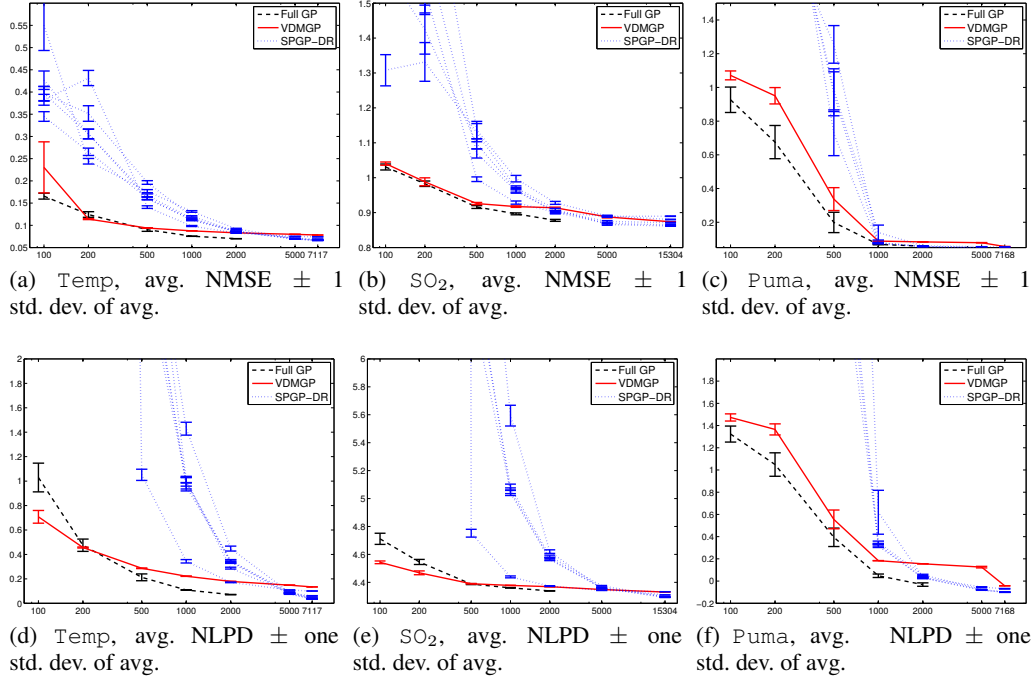 Full GP
VDMGP
SPGP-DR
0.55
0.5
0.45
0.4
0.35
0.3
0.25
0.2
0.15
0.1
0.05
100 200 500 1000 2000 5000 7117
(a) Temp, avg. NMSE ± 1
std. dev. of avg.
Full GP
VDMGP
SPGP-DR
1.5
1.4
1.3
1.2
1.1
1
0.9
0.8
100 200 500 1000 2000 5000 15304
(b) SO₂, avg. NMSE ± 1
std. dev. of avg.
Full GP
VDMGP
SPGP-DR
1.4
1.2
1
0.8
0.6
0.4
0.2
100 200 500 1000 2000 5000 7168
(c) Puma, avg. NMSE ± 1
std. dev. of avg.
Full GP
VDMGP
SPGP-DR
2
1.8
1.6
1.4
1.2
1
0.8
0.6
0.4
0.2
0
100 200 500 1000 2000 5000 7117
(d) Temp, avg. NLPD ± one
std. dev. of avg.
Full GP
VDMGP
SPGP-DR
6
5.8
5.6
5.4
5.2
5
4.8
4.6
4.4
100 200 500 1000 2000 5000 15304
(e) SO₂, avg. NLPD ± one
std. dev. of avg.
Full GP
VDMGP
SPGP-DR
1.8
1.6
1.4
1.2
1
0.8
0.6
0.4
0.2
0
−0.2
100 200 500 1000 2000 5000 7168
(f) Puma, avg. NLPD ± one
std. dev. of avg.